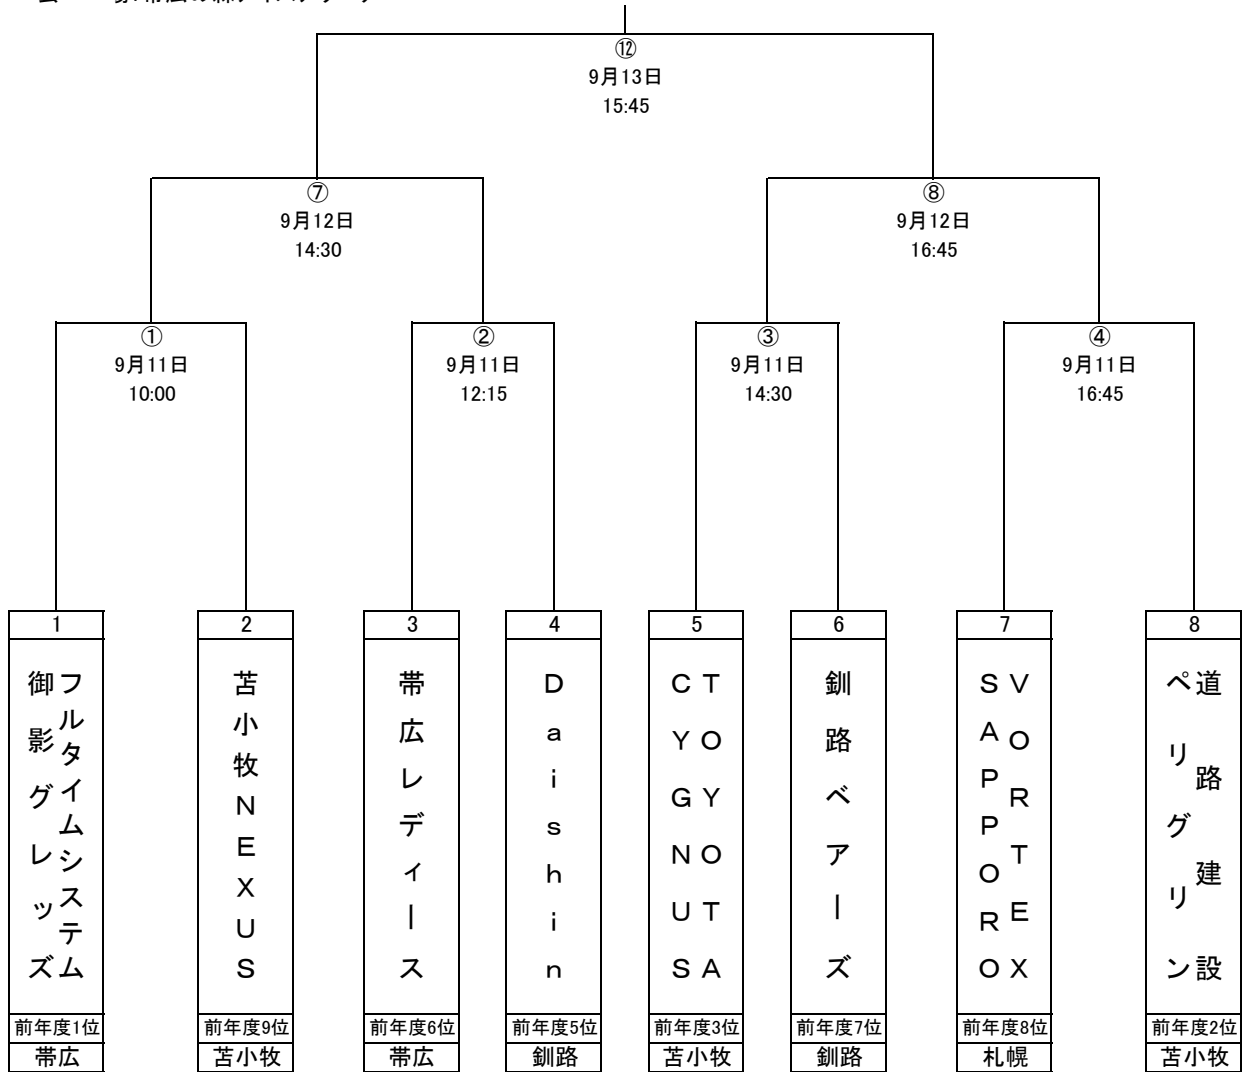 ⑫
9月13日
15:45
⑦
9月12日
14:30
⑧
9月12日
16:45
①
9月11日
10:00
②
9月11日
12:15
③
9月11日
14:30
④
9月11日
16:45
1
2
3
4
5
6
7
8
フルタイムシステム
御影グレッズ
苫小牧NEXUS
帯広レディース
Daishin
TOYOTA
CYGNUS
釧路ベアーズ
VORTEX
SAPPORO
道路建設
ペリグリン
前年度1位
前年度9位
前年度6位
前年度5位
前年度3位
前年度7位
前年度8位
前年度2位
帯広
苫小牧
帯広
釧路
苫小牧
釧路
札幌
苫小牧